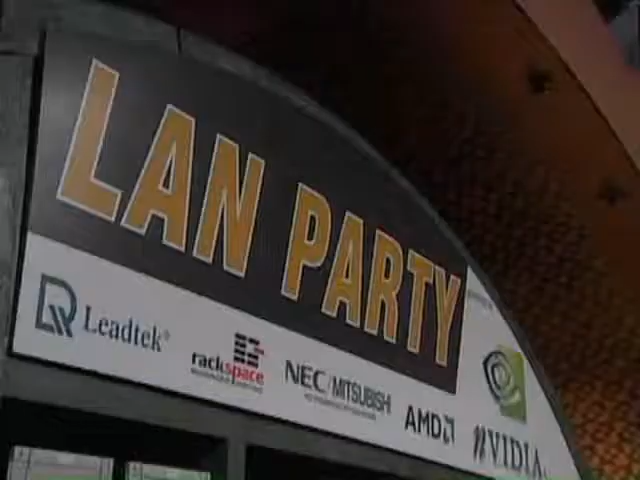 LAN PARTY
Leadtek®
rackspace
NEC/MITSUBISHI
AMD
nVIDIA.